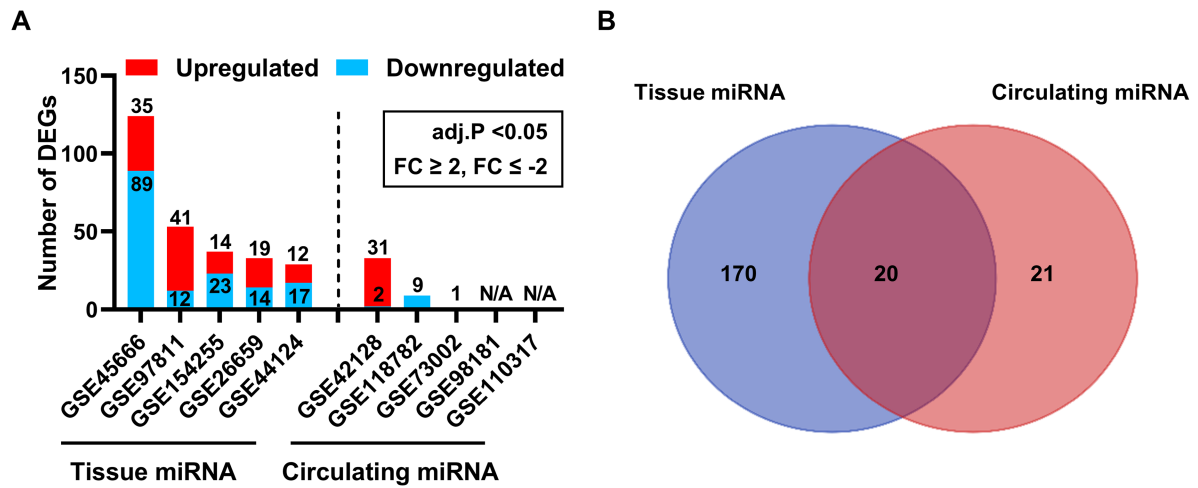 A
Upregulated Downregulated
Number of DEGs
150
100
50
0
adj.P <0.05
FC ≥ 2, FC ≤ -2
35
89
41
12
14
23
19
14
12
17
31
2
9
1
N/A
N/A
GSE45666
GSE97811
GSE154255
GSE26659
GSE44124
GSE42128
GSE118782
GSE73002
GSE98181
GSE110317
Tissue miRNA
Circulating miRNA
B
Tissue miRNA
Circulating miRNA
170
20
21